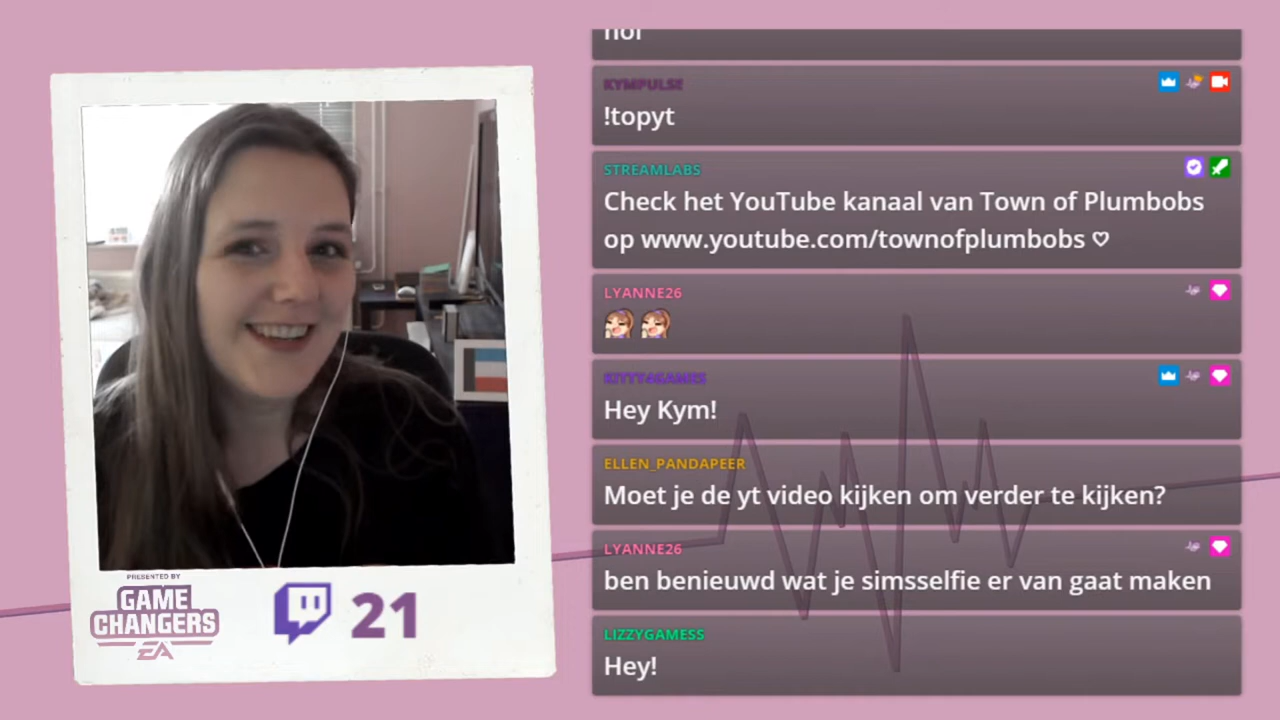 PRESENTED BY
GAME
CHANGERS
EA
21
hoi
KYMPULSE
!topyt
STREAMLABS
Check het YouTube kanaal van Town of Plumbobs
op www.youtube.com/townofplumbobs ♡
LYANNE26
KITTY4GAMES
Hey Kym!
ELLEN_PANDAPEER
Moet je de yt video kijken om verder te kijken?
LYANNE26
ben benieuwd wat je simsselfie er van gaat maken
LIZZYGAMESS
Hey!